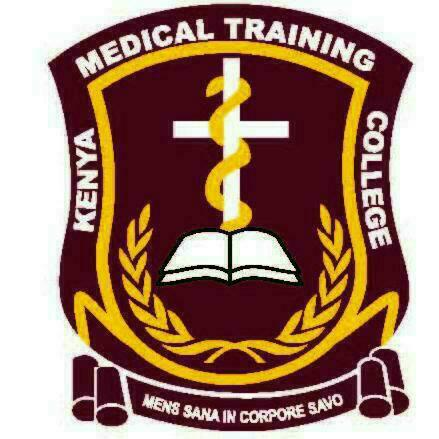 KENYA
MEDICAL TRAINING
COLLEGE
MENS SANA IN CORPORE SAVO